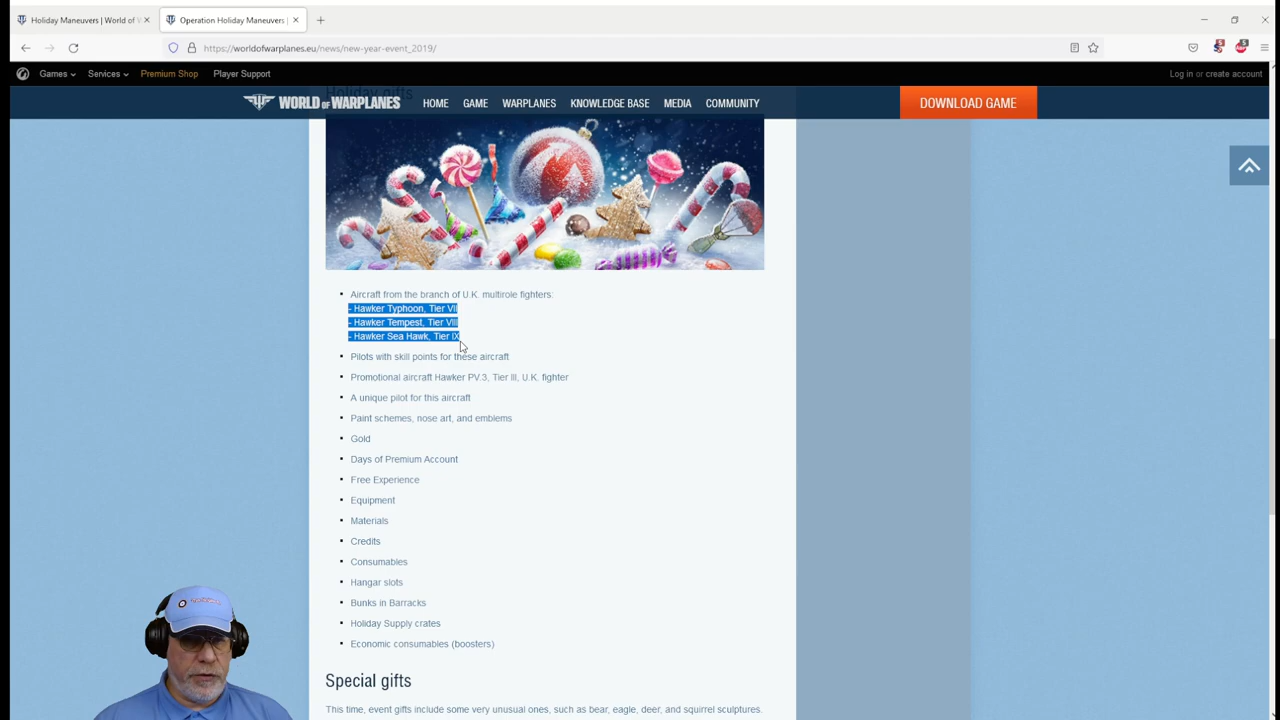 Holiday Maneuvers | World of W
Operation Holiday Maneuvers |
https://worldofwarplanes.eu/news/new-year-event_2019/
Games Services Premium Shop Player Support
Log in or create account
Holiday gifts
WORLD OF WARPLANES
HOME GAME WARPLANES KNOWLEDGE BASE MEDIA COMMUNITY
DOWNLOAD GAME
Aircraft from the branch of U.K. multirole fighters:
- Hawker Typhoon, Tier VII
- Hawker Tempest, Tier VIII
- Hawker Sea Hawk, Tier IX
Pilots with skill points for these aircraft
Promotional aircraft Hawker PV.3, Tier III, U.K. fighter
A unique pilot for this aircraft
Paint schemes, nose art, and emblems
Gold
Days of Premium Account
Free Experience
Equipment
Materials
Credits
Consumables
Hangar slots
Bunks in Barracks
Holiday Supply crates
Economic consumables (boosters)
Special gifts
This time, event gifts include some very unusual ones, such as bear, eagle, deer, and squirrel sculptures.